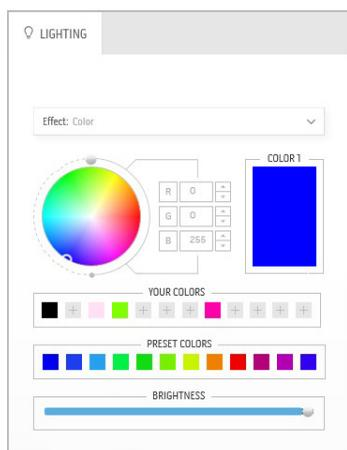 LIGHTING
Effect: Color
COLOR 1
R 0
G 0
B 255
YOUR COLORS
PRESET COLORS
BRIGHTNESS